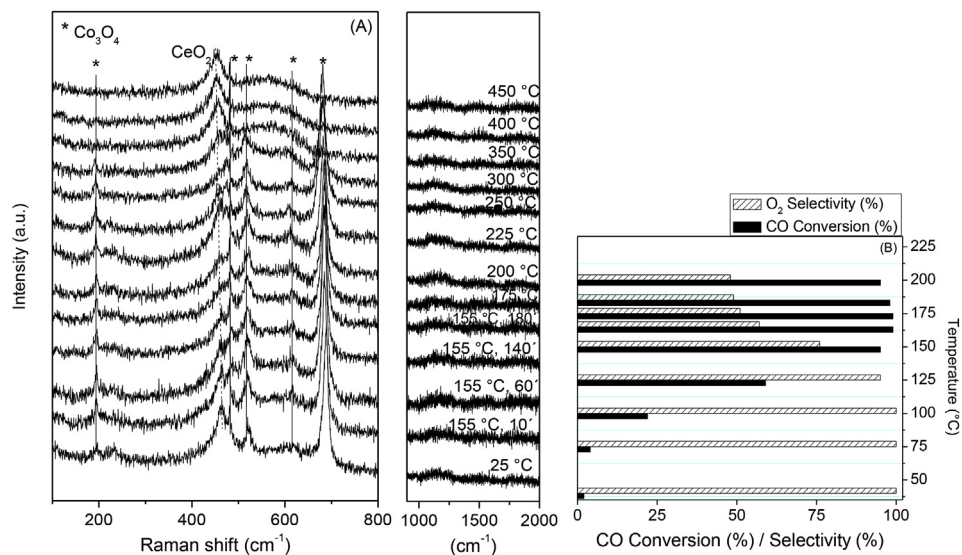 (A)
* Co₃O₄
CeO₂
* * * * *
Intensity (a.u.)
200 400 600 800
Raman shift (cm⁻¹)
450 °C
400 °C
350 °C
300 °C
250 °C
225 °C
200 °C
175 °C
155 °C, 180´
155 °C, 140´
155 °C, 60´
155 °C, 10´
25 °C
1000 1500 2000
(cm⁻¹)
O₂ Selectivity (%)
CO Conversion (%)
(B)
225
200
175
150
125
100
75
50
Temperature (°C)
0 25 50 75 100
CO Conversion (%) / Selectivity (%)